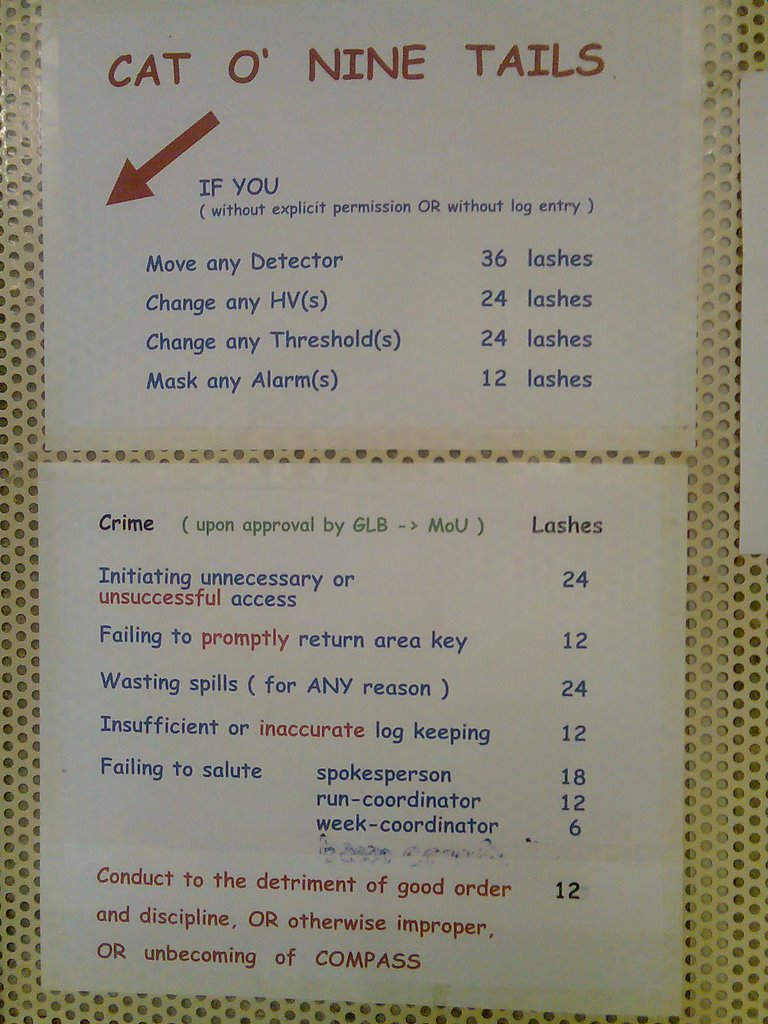 CAT O' NINE TAILS
IF YOU
( without explicit permission OR without log entry )
Move any Detector 36 lashes
Change any HV(s) 24 lashes
Change any Threshold(s) 24 lashes
Mask any Alarm(s) 12 lashes
Crime ( upon approval by GLB -> MoU ) Lashes
Initiating unnecessary or 24
unsuccessful access
Failing to promptly return area key 12
Wasting spills ( for ANY reason ) 24
Insufficient or inaccurate log keeping 12
Failing to salute spokesperson 18
run-coordinator 12
week-coordinator 6
Conduct to the detriment of good order 12
and discipline, OR otherwise improper,
OR unbecoming of COMPASS